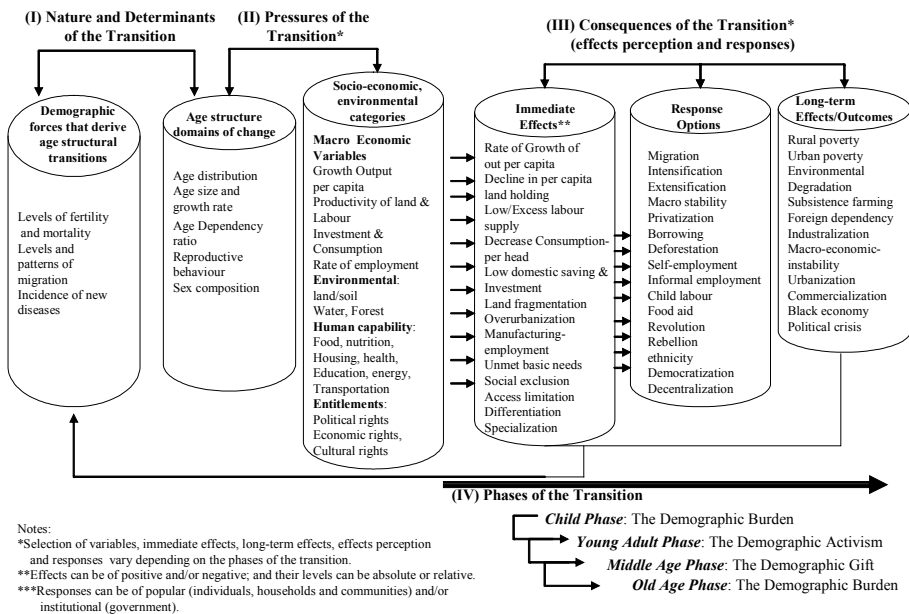 (I) Nature and Determinants
of the Transition
(II) Pressures of the
Transition*
(III) Consequences of the Transition*
(effects perception and responses)
Demographic
forces that derive
age structural
transitions
Levels of fertility
and mortality
Levels and
patterns of
migration
Incidence of new
diseases
Age structure
domains of change
Age distribution
Age size and
growth rate
Age Dependency
ratio
Reproductive
behaviour
Sex composition
Socio-economic,
environmental
categories
Macro Economic
Variables
Growth Output
per capita
Productivity of land &
Labour
Investment &
Consumption
Rate of employment
Environmental:
land/soil
Water, Forest
Human capability:
Food, nutrition,
Housing, health,
Education, energy,
Transportation
Entitlements:
Political rights
Economic rights,
Cultural rights
Immediate
Effects**
Rate of Growth of
out per capita
Decline in per capita
land holding
Low/Excess labour
supply
Decrease Consumption-
per head
Low domestic saving &
Investment
Land fragmentation
Overurbanization
Manufacturing-
employment
Unmet basic needs
Social exclusion
Access limitation
Differentiation
Specialization
Response
Options
Migration
Intensification
Extensification
Macro stability
Privatization
Borrowing
Deforestation
Self-employment
Informal employment
Child labour
Food aid
Revolution
Rebellion
ethnicity
Democratization
Decentralization
Long-term
Effects/Outcomes
Rural poverty
Urban poverty
Environmental
Degradation
Subsistence farming
Foreign dependency
Industralization
Macro-economic-
instability
Urbanization
Commercialization
Black economy
Political crisis
(IV) Phases of the Transition
Child Phase: The Demographic Burden
Young Adult Phase: The Demographic Activism
Middle Age Phase: The Demographic Gift
Old Age Phase: The Demographic Burden
Notes:
*Selection of variables, immediate effects, long-term effects, effects perception
and responses vary depending on the phases of the transition.
**Effects can be of positive and/or negative; and their levels can be absolute or relative.
***Responses can be of popular (individuals, households and communities) and/or
institutional (government).